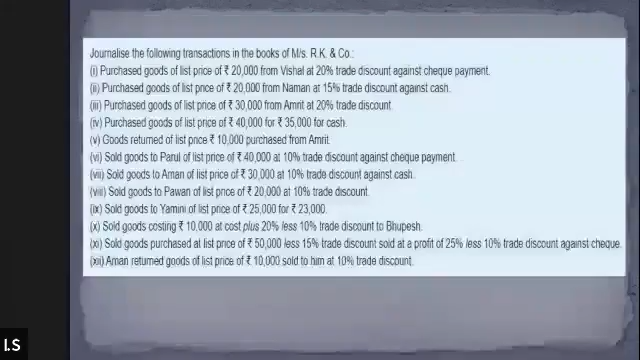 Journalise the following transactions in the books of M/s. R.K. & Co.:
(i) Purchased goods of list price of ₹ 20,000 from Vishal at 20% trade discount against cheque payment.
(ii) Purchased goods of list price of ₹ 20,000 from Naman at 15% trade discount against cash.
(iii) Purchased goods of list price of ₹ 30,000 from Amrit at 20% trade discount.
(iv) Purchased goods of list price of ₹ 40,000 for ₹ 35,000 for cash.
(v) Goods returned of list price ₹ 10,000 purchased from Amrit.
(vi) Sold goods to Parul of list price of ₹ 40,000 at 10% trade discount against cheque payment.
(vii) Sold goods to Aman of list price of ₹ 30,000 at 10% trade discount against cash.
(viii) Sold goods to Pawan of list price of ₹ 20,000 at 10% trade discount.
(ix) Sold goods to Yamini of list price of ₹ 25,000 for ₹ 23,000.
(x) Sold goods costing ₹ 10,000 at cost plus 20% less 10% trade discount to Bhupesh.
(xi) Sold goods purchased at list price of ₹ 50,000 less 15% trade discount sold at a profit of 25% less 10% trade discount against cheque.
(xii) Aman returned goods of list price of ₹ 10,000 sold to him at 10% trade discount.
I.S